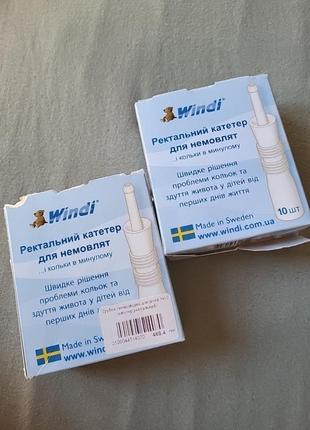 Windi®
Ректальний катетер
для немовлят
...і кольки в минулому
Швидке рішення
проблеми кольок та
здуття живота у дітей від
перших днів життя
10 шт
Made in Sweden
www.windi.com.ua
Windi®
Ректальний катетер
для немовлят
...і кольки в минулому
Швидке рішення
проблеми кольок та
здуття живота у дітей від
перших днів
Made in Sw
www.windi